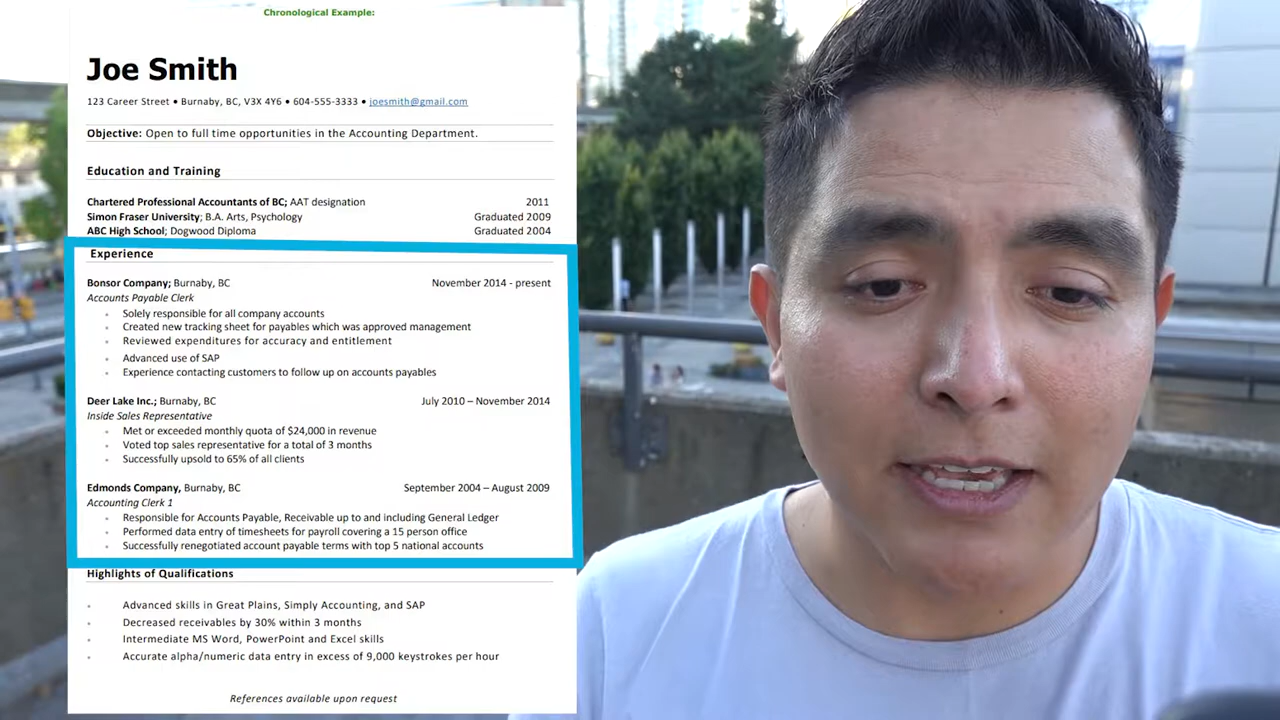 Chronological Example:
Joe Smith
123 Career Street • Burnaby, BC, V3X 4Y6 • 604-555-3333 • joesmith@gmail.com
Objective: Open to full time opportunities in the Accounting Department.
Education and Training
Chartered Professional Accountants of BC; AAT designation 2011
Simon Fraser University; B.A. Arts, Psychology Graduated 2009
ABC High School; Dogwood Diploma Graduated 2004
Experience
Bonsor Company; Burnaby, BC November 2014 - present
Accounts Payable Clerk
Solely responsible for all company accounts
Created new tracking sheet for payables which was approved management
Reviewed expenditures for accuracy and entitlement
Advanced use of SAP
Experience contacting customers to follow up on accounts payables
Deer Lake Inc.; Burnaby, BC July 2010 – November 2014
Inside Sales Representative
Met or exceeded monthly quota of $24,000 in revenue
Voted top sales representative for a total of 3 months
Successfully upsold to 65% of all clients
Edmonds Company, Burnaby, BC September 2004 – August 2009
Accounting Clerk 1
Responsible for Accounts Payable, Receivable up to and including General Ledger
Performed data entry of timesheets for payroll covering a 15 person office
Successfully renegotiated account payable terms with top 5 national accounts
Highlights of Qualifications
Advanced skills in Great Plains, Simply Accounting, and SAP
Decreased receivables by 30% within 3 months
Intermediate MS Word, PowerPoint and Excel skills
Accurate alpha/numeric data entry in excess of 9,000 keystrokes per hour
References available upon request